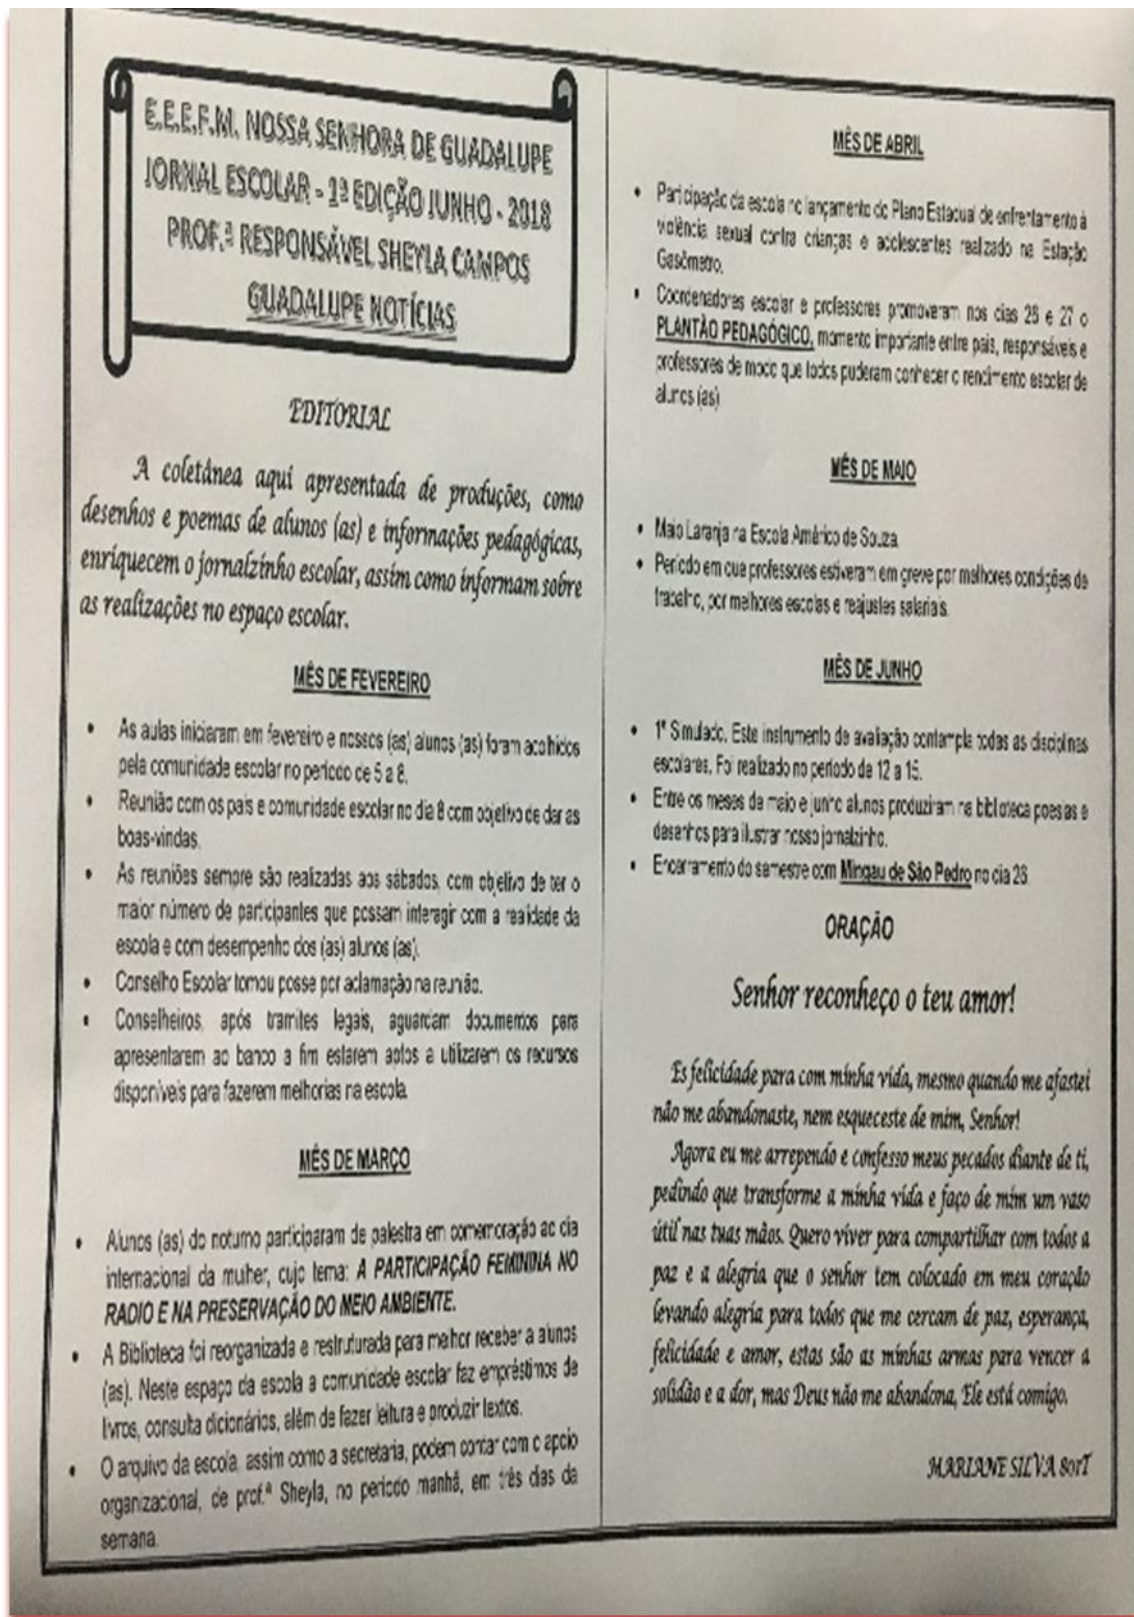 E.E.E.F.M. NOSSA SENHORA DE GUADALUPE
JORNAL ESCOLAR - 1ª EDIÇÃO JUNHO - 2018
PROF.ª RESPONSÁVEL SHEYLA CAMPOS
GUADALUPE NOTÍCIAS
EDITORIAL
A coletânea aqui apresentada de produções, como
desenhos e poemas de alunos (as) e informações pedagógicas,
enriquecem o jornalzinho escolar, assim como informam sobre
as realizações no espaço escolar.
MÊS DE FEVEREIRO
• As aulas iniciaram em fevereiro e nossos (as) alunos (as) foram acolhidos
pela comunidade escolar no período de 5 a 8.
• Reunião com os pais e comunidade escolar no dia 8 com objetivo de dar as
boas-vindas.
• As reuniões sempre são realizadas aos sábados, com objetivo de ter o
maior número de participantes que possam interagir com a realidade da
escola e com desempenho dos (as) alunos (as).
• Conselho Escolar tomou posse por aclamação na reunião.
• Conselheiros, após tramites legais, aguardam documentos para
apresentarem ao banco a fim estarem aptos a utilizarem os recursos
disponíveis para fazerem melhorias na escola.
MÊS DE MARÇO
• Alunos (as) do noturno participaram de palestra em comemoração ao dia
internacional da mulher, cujo tema: A PARTICIPAÇÃO FEMININA NO
RADIO E NA PRESERVAÇÃO DO MEIO AMBIENTE.
• A Biblioteca foi reorganizada e restruturada para melhor receber a alunos
(as). Neste espaço da escola a comunidade escolar faz empréstimos de
livros, consulta dicionários, além de fazer leitura e produzir textos.
• O arquivo da escola, assim como a secretaria, podem contar com o apoio
organizacional, de prof.ª Sheyla, no periodo manhã, em três dias da
semana.
MÊS DE ABRIL
• Participação da escola no lançamento do Plano Estadual de enfrentamento à
violência sexual contra crianças e adolescentes realizado na Estação
Gasômetro.
• Coordenadores escolar e professores promoveram nos dias 26 e 27 o
PLANTÃO PEDAGÓGICO, momento importante entre pais, responsáveis e
professores de modo que todos puderam conhecer o rendimento escolar de
alunos (as)
MÊS DE MAIO
• Maio Laranja na Escola Américo de Souza.
• Período em que professores estiveram em greve por melhores condições de
trabalho, por melhores escolas e reajustes salariais.
MÊS DE JUNHO
• 1º Simulado. Este instrumento de avaliação contempla todas as disciplinas
escolares. Foi realizado no período de 12 a 15.
• Entre os meses de maio e junho alunos produziram na biblioteca poesias e
desenhos para ilustrar nosso jornalzinho.
• Encerramento do semestre com Mingau de São Pedro no dia
ORAÇÃO
Senhor reconheço o teu amor!
Es felicidade para com minha vida, mesmo quando me afastei
não me abandonaste, nem esqueceste de mim, Senhor!
Agora eu me arrependo e confesso meus pecados diante de ti,
pedindo que transforme a minha vida e faço de mim um vaso
útil nas tuas mãos. Quero viver para compartilhar com todos a
paz e a alegria que o senhor tem colocado em meu coração
levando alegria para todos que me cercam de paz, esperança,
felicidade e amor, estas são as minhas armas para vencer a
solidão e a dor, mas Deus não me abandona, Ele está comigo.
MARIANE SILVA